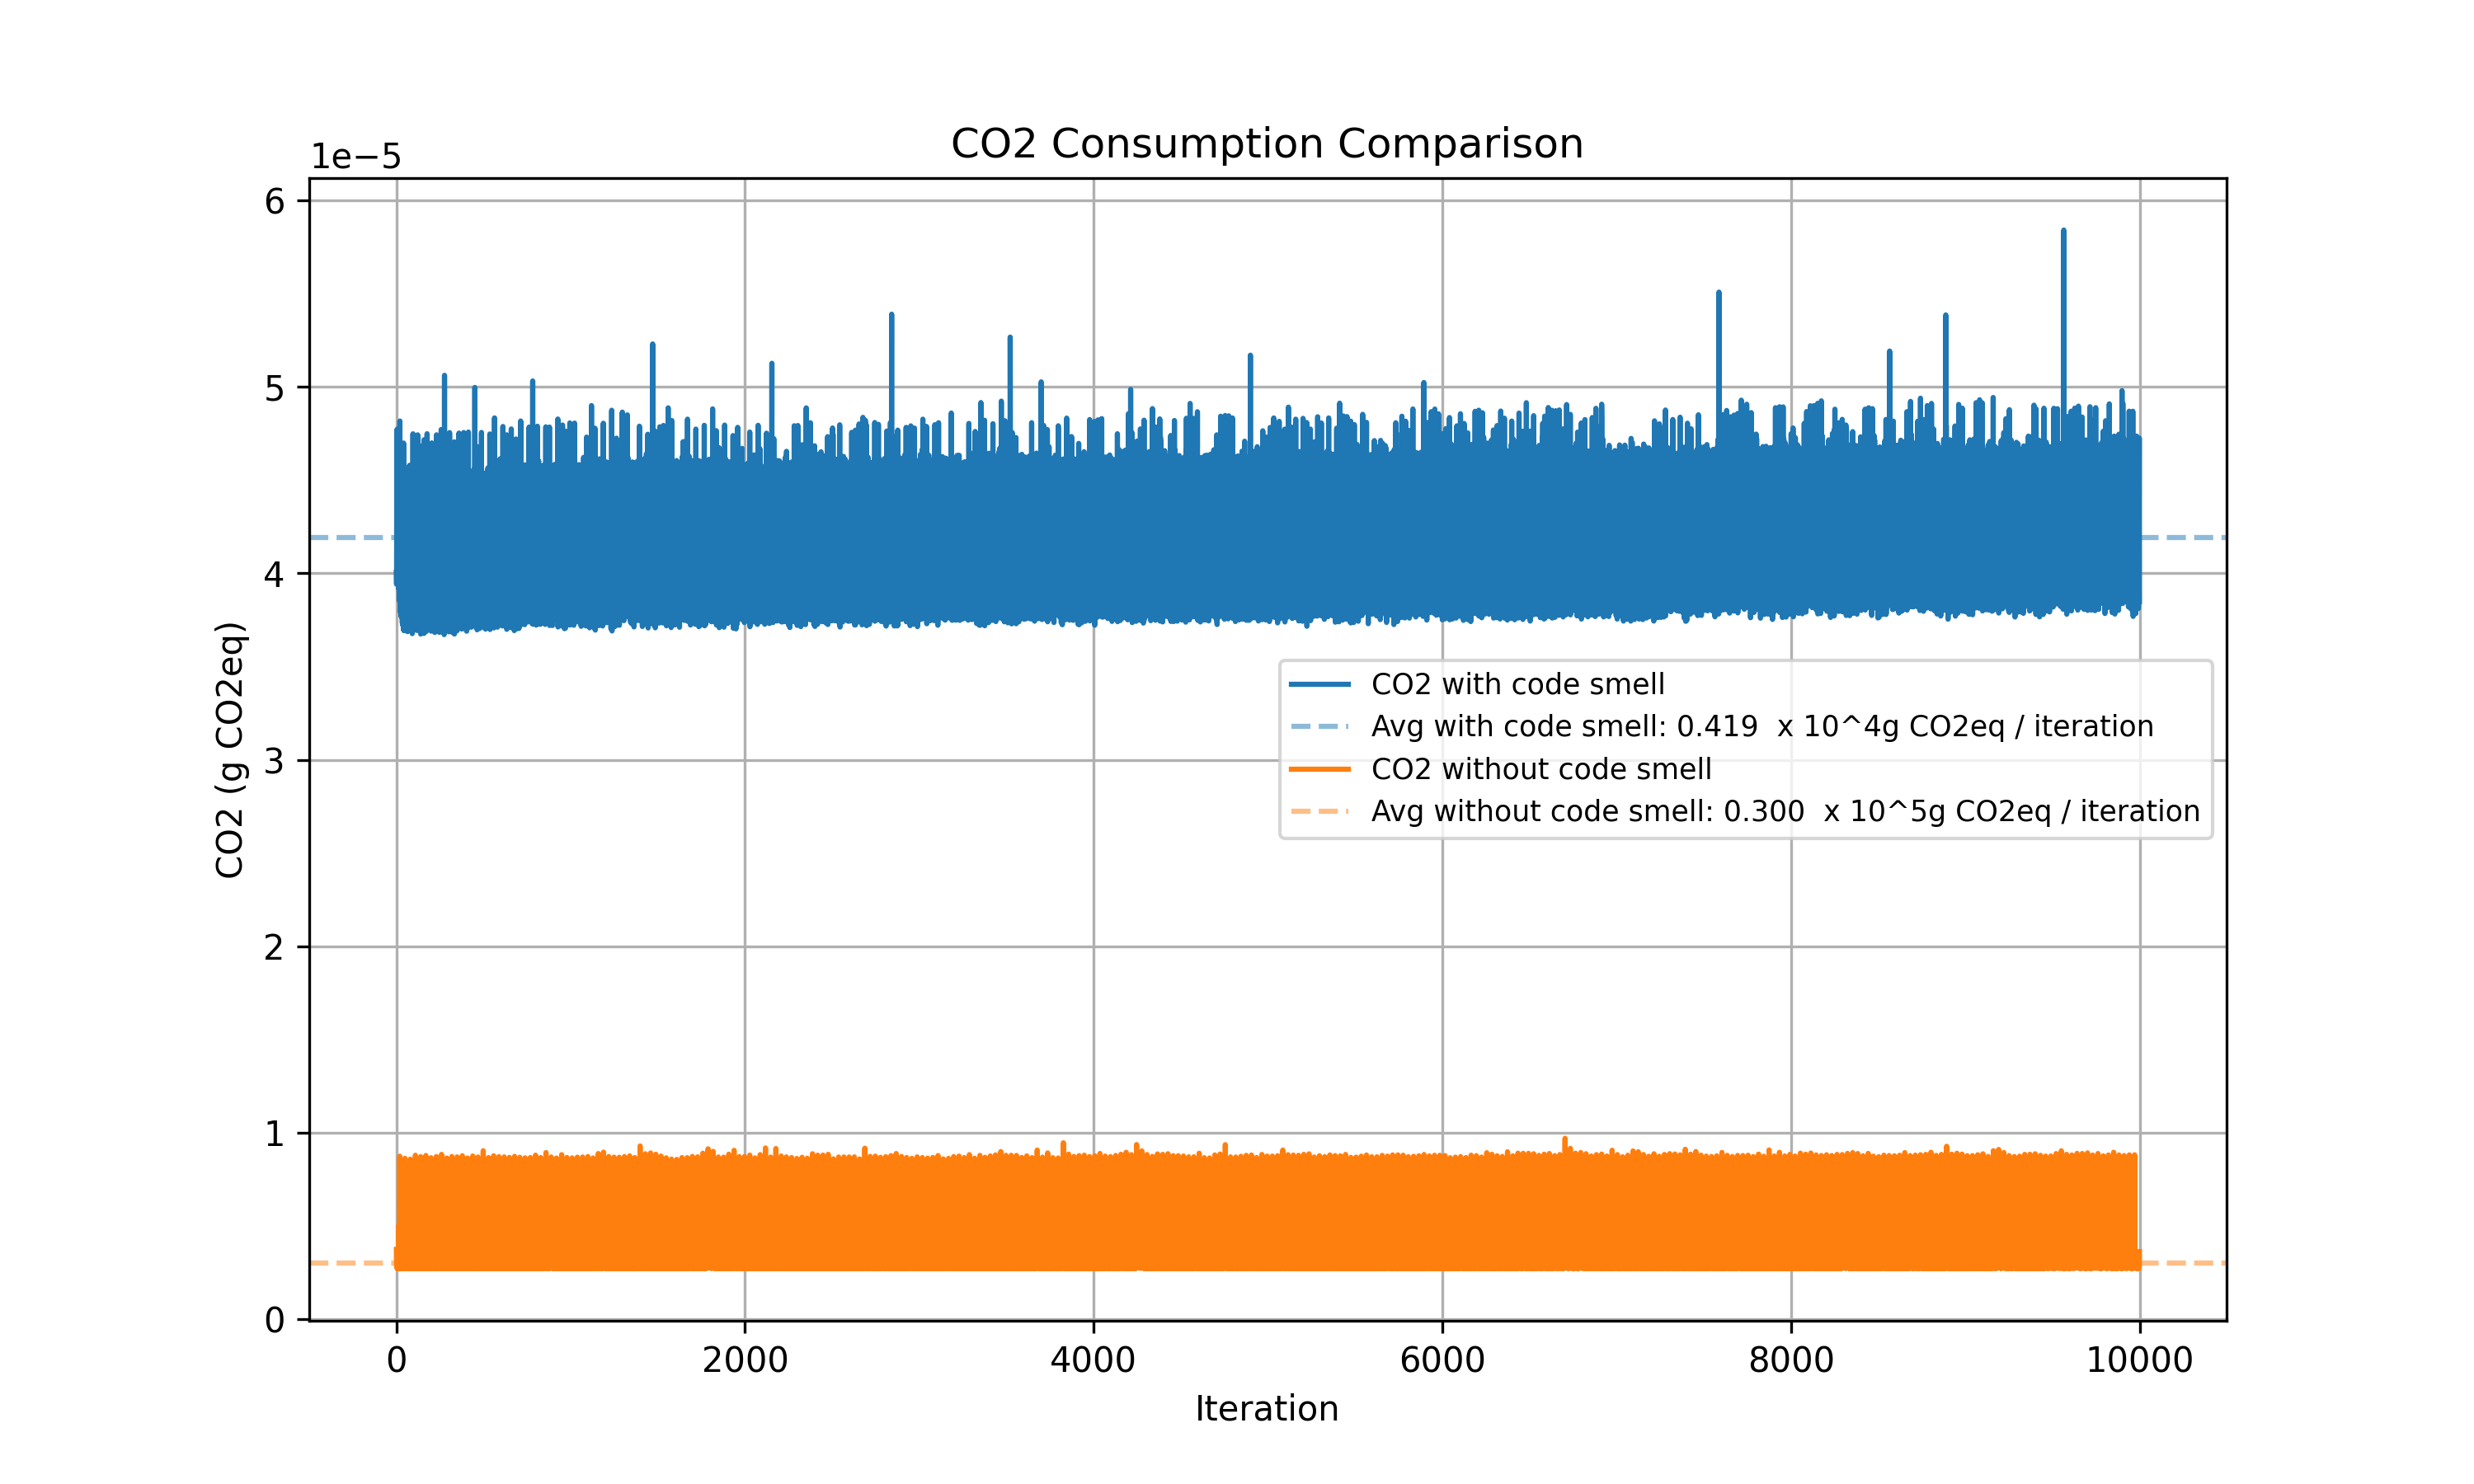 CO2 Consumption Comparison
1e−5
6
5
4
3
2
1
0
CO2 (g CO2eq)
CO2 with code smell
Avg with code smell: 0.419  x 10^4g CO2eq / iteration
CO2 without code smell
Avg without code smell: 0.300  x 10^5g CO2eq / iteration
0 2000 4000 6000 8000 10000
Iteration